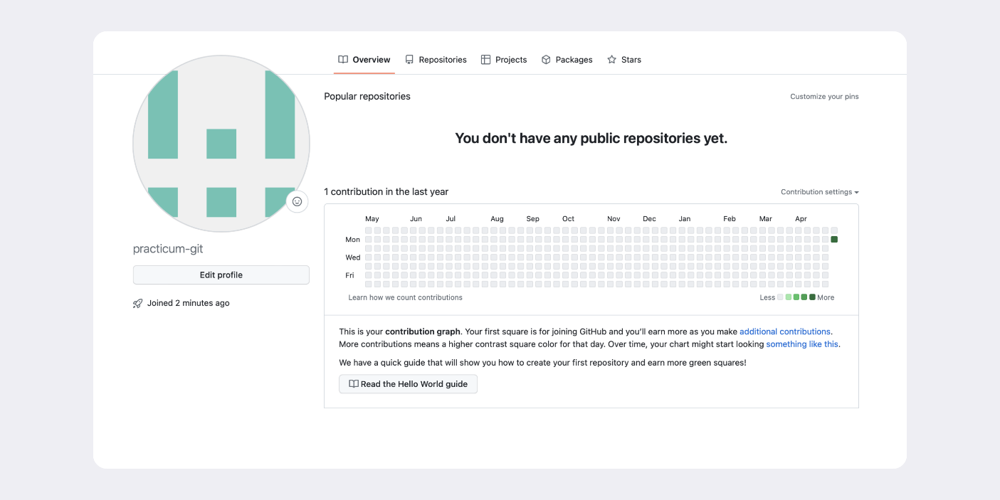 Overview Repositories Projects Packages Stars
Popular repositories Customize your pins
You don't have any public repositories yet.
1 contribution in the last year Contribution settings
May Jun Jul Aug Sep Oct Nov Dec Jan Feb Mar Apr
Mon
Wed
Fri
Learn how we count contributions Less More
practicum-git
Edit profile
Joined 2 minutes ago
This is your contribution graph. Your first square is for joining GitHub and you'll earn more as you make additional contributions.
More contributions means a higher contrast square color for that day. Over time, your chart might start looking something like this.
We have a quick guide that will show you how to create your first repository and earn more green squares!
Read the Hello World guide